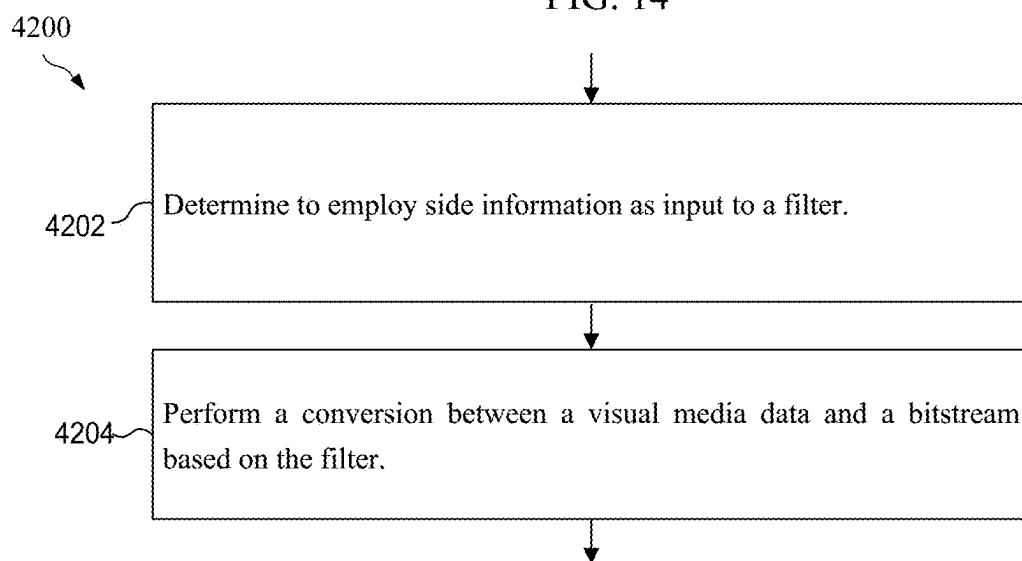 FIG. 14
4200
Determine to employ side information as input to a filter.
4202
Perform a conversion between a visual media data and a bitstream
4204
based on the filter.